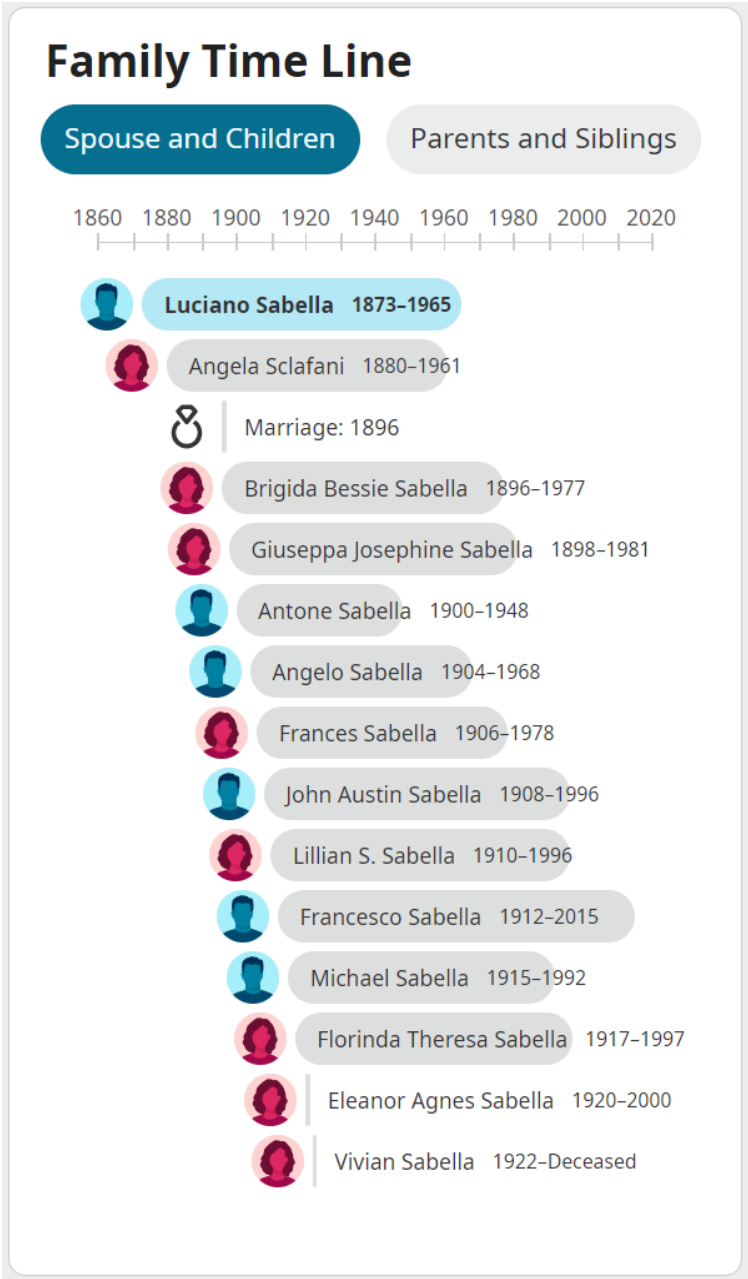 Family Time Line
Spouse and Children Parents and Siblings
1860 1880 1900 1920 1940 1960 1980 2000 2020
Luciano Sabella 1873–1965
Angela Sclafani 1880–1961
Marriage: 1896
Brigida Bessie Sabella 1896–1977
Giuseppa Josephine Sabella 1898–1981
Antone Sabella 1900–1948
Angelo Sabella 1904–1968
Frances Sabella 1906–1978
John Austin Sabella 1908–1996
Lillian S. Sabella 1910–1996
Francesco Sabella 1912–2015
Michael Sabella 1915–1992
Florinda Theresa Sabella 1917–1997
Eleanor Agnes Sabella 1920–2000
Vivian Sabella 1922–Deceased